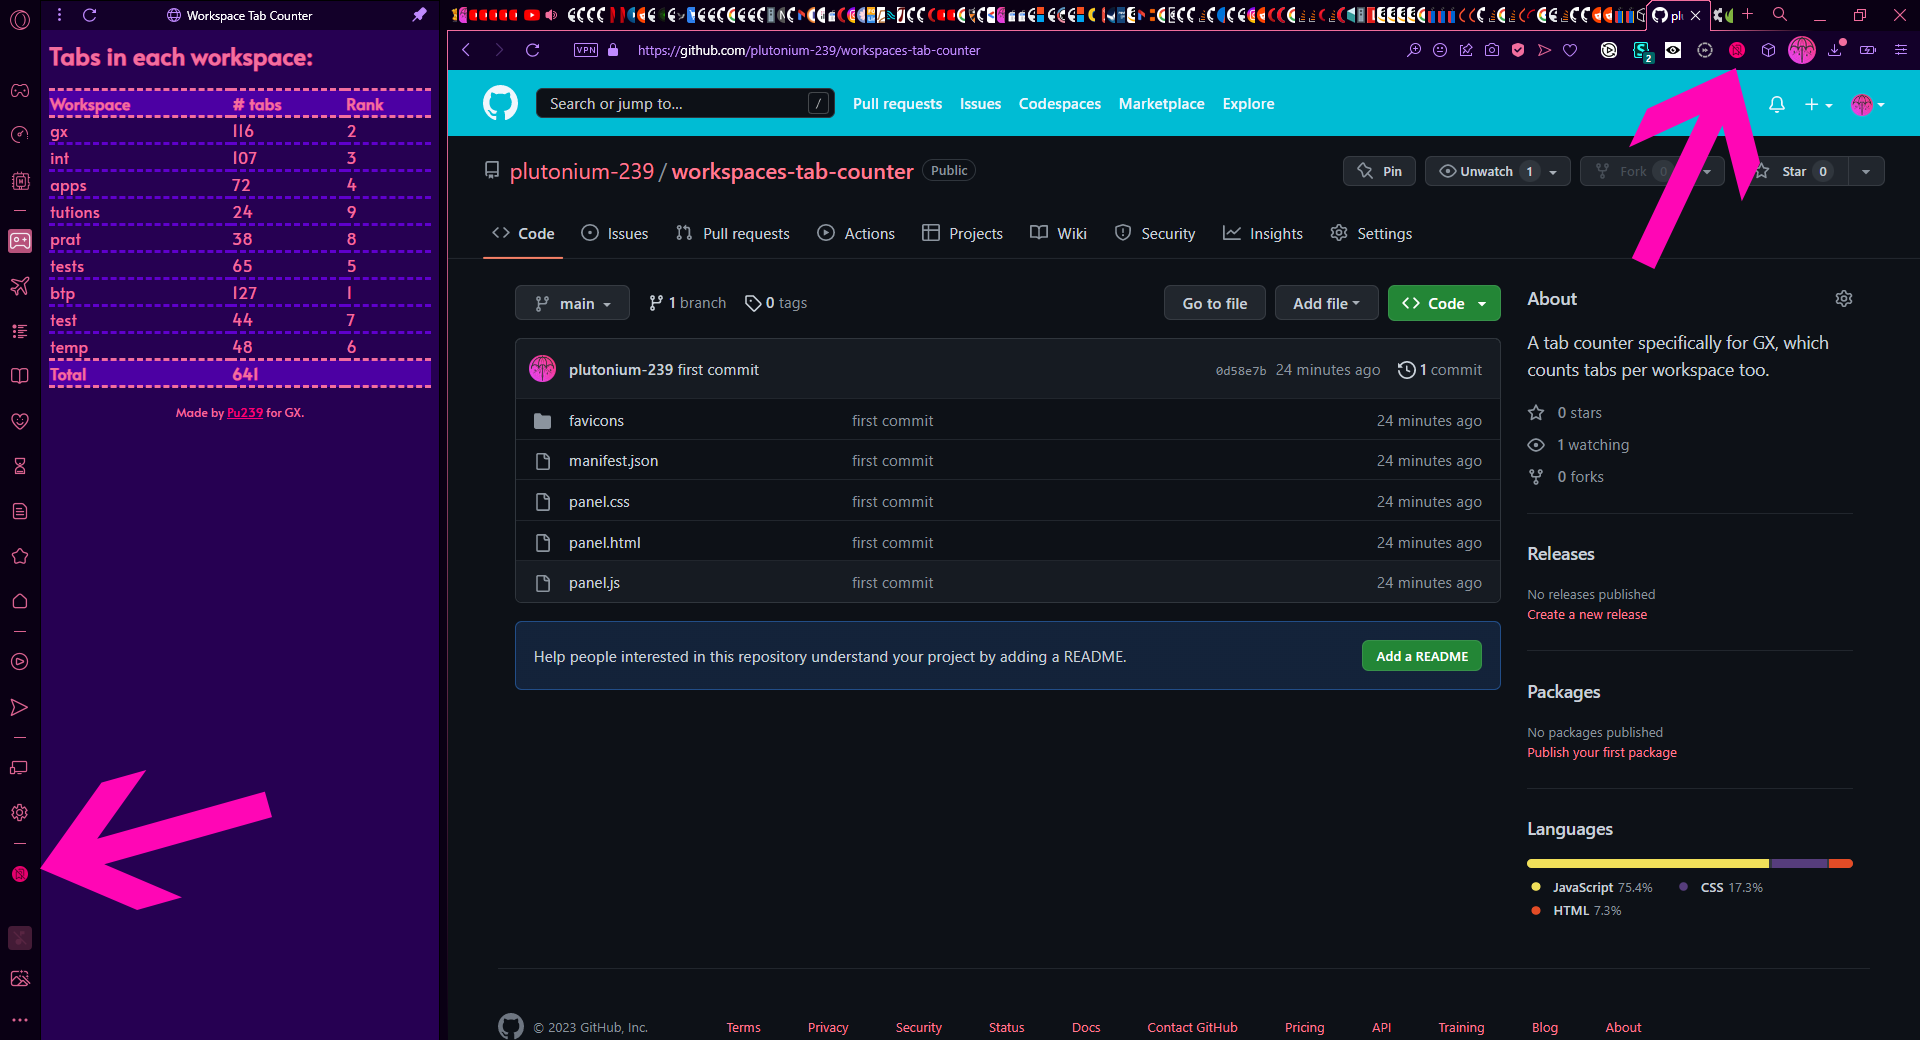 Workspace Tab Counter
Tabs in each workspace:
Workspace # tabs Rank
gx 116 2
int 107 3
apps 72 4
tutions 24 9
prat 38 8
tests 65 5
btp 127 1
test 44 7
temp 48 6
Total 641
Made by Pu239 for GX.
VPN https://github.com/plutonium-239/workspaces-tab-counter
2
Search or jump to... / Pull requests Issues Codespaces Marketplace Explore
plutonium-239 / workspaces-tab-counter Public
Pin Unwatch 1 Fork 0 Star 0
Code Issues Pull requests Actions Projects Wiki Security Insights Settings
main 1 branch 0 tags Go to file Add file Code
plutonium-239 first commit 0d58e7b 24 minutes ago 1 commit
favicons first commit 24 minutes ago
manifest.json first commit 24 minutes ago
panel.css first commit 24 minutes ago
panel.html first commit 24 minutes ago
panel.js first commit 24 minutes ago
Help people interested in this repository understand your project by adding a README. Add a README
About
A tab counter specifically for GX, which
counts tabs per workspace too.
0 stars
1 watching
0 forks
Releases
No releases published
Create a new release
Packages
No packages published
Publish your first package
Languages
JavaScript 75.4% CSS 17.3%
HTML 7.3%
© 2023 GitHub, Inc. Terms Privacy Security Status Docs Contact GitHub Pricing API Training Blog About